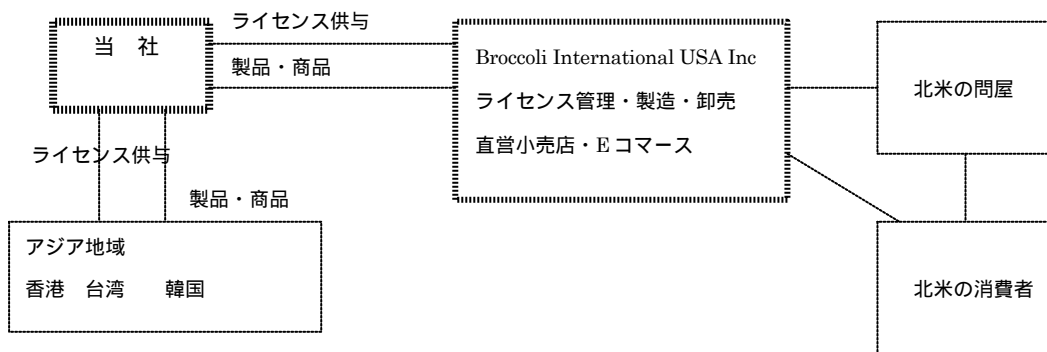 ライセンス供与
当　社
製品・商品
Broccoli International USA Inc
ライセンス管理・製造・卸売
直営小売店・E コマース
北米の問屋
ライセンス供与
製品・商品
アジア地域
香港　台湾　　韓国
北米の消費者